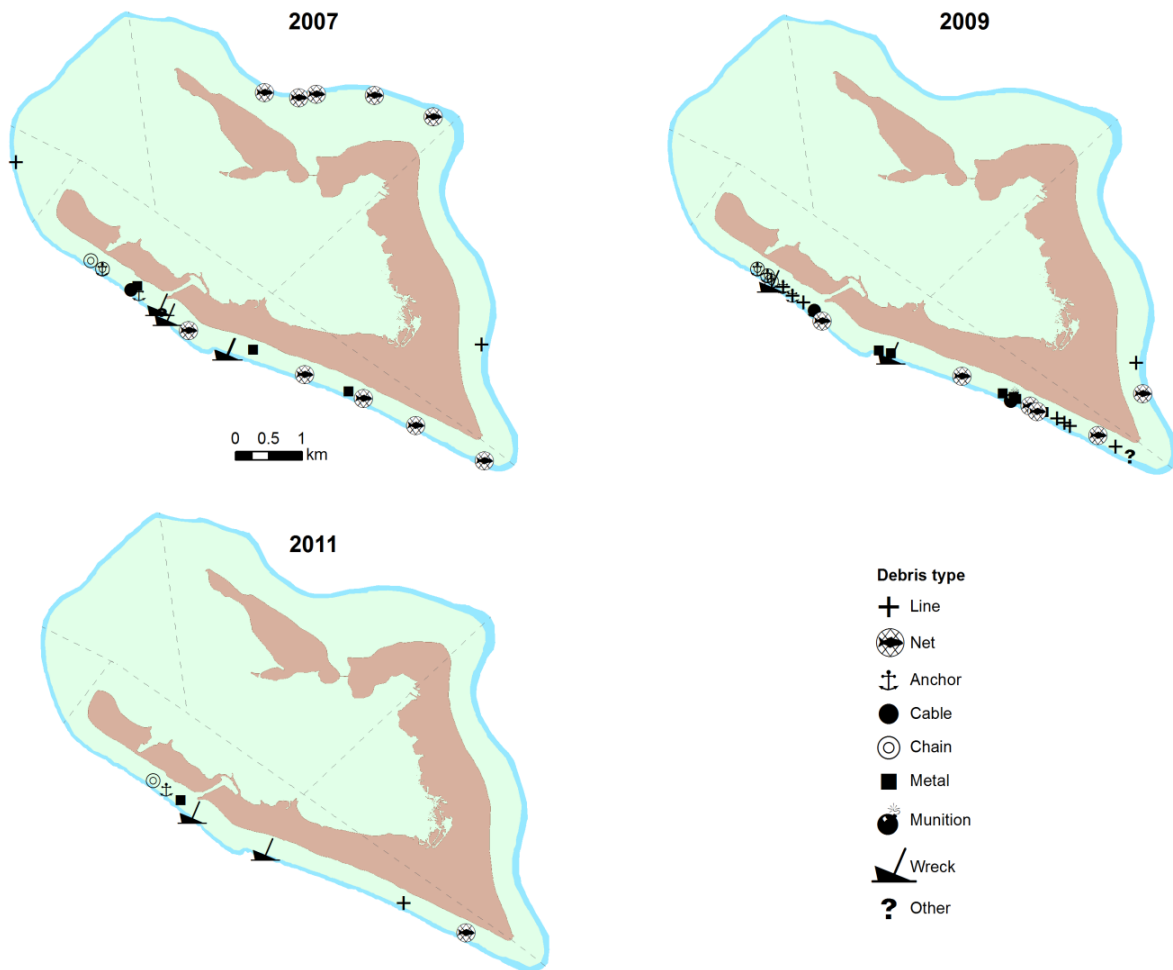 2007
2009
0 0.5 1
km
2011
Debris type
Line
Net
Anchor
Cable
Chain
Metal
Munition
Wreck
? Other
?